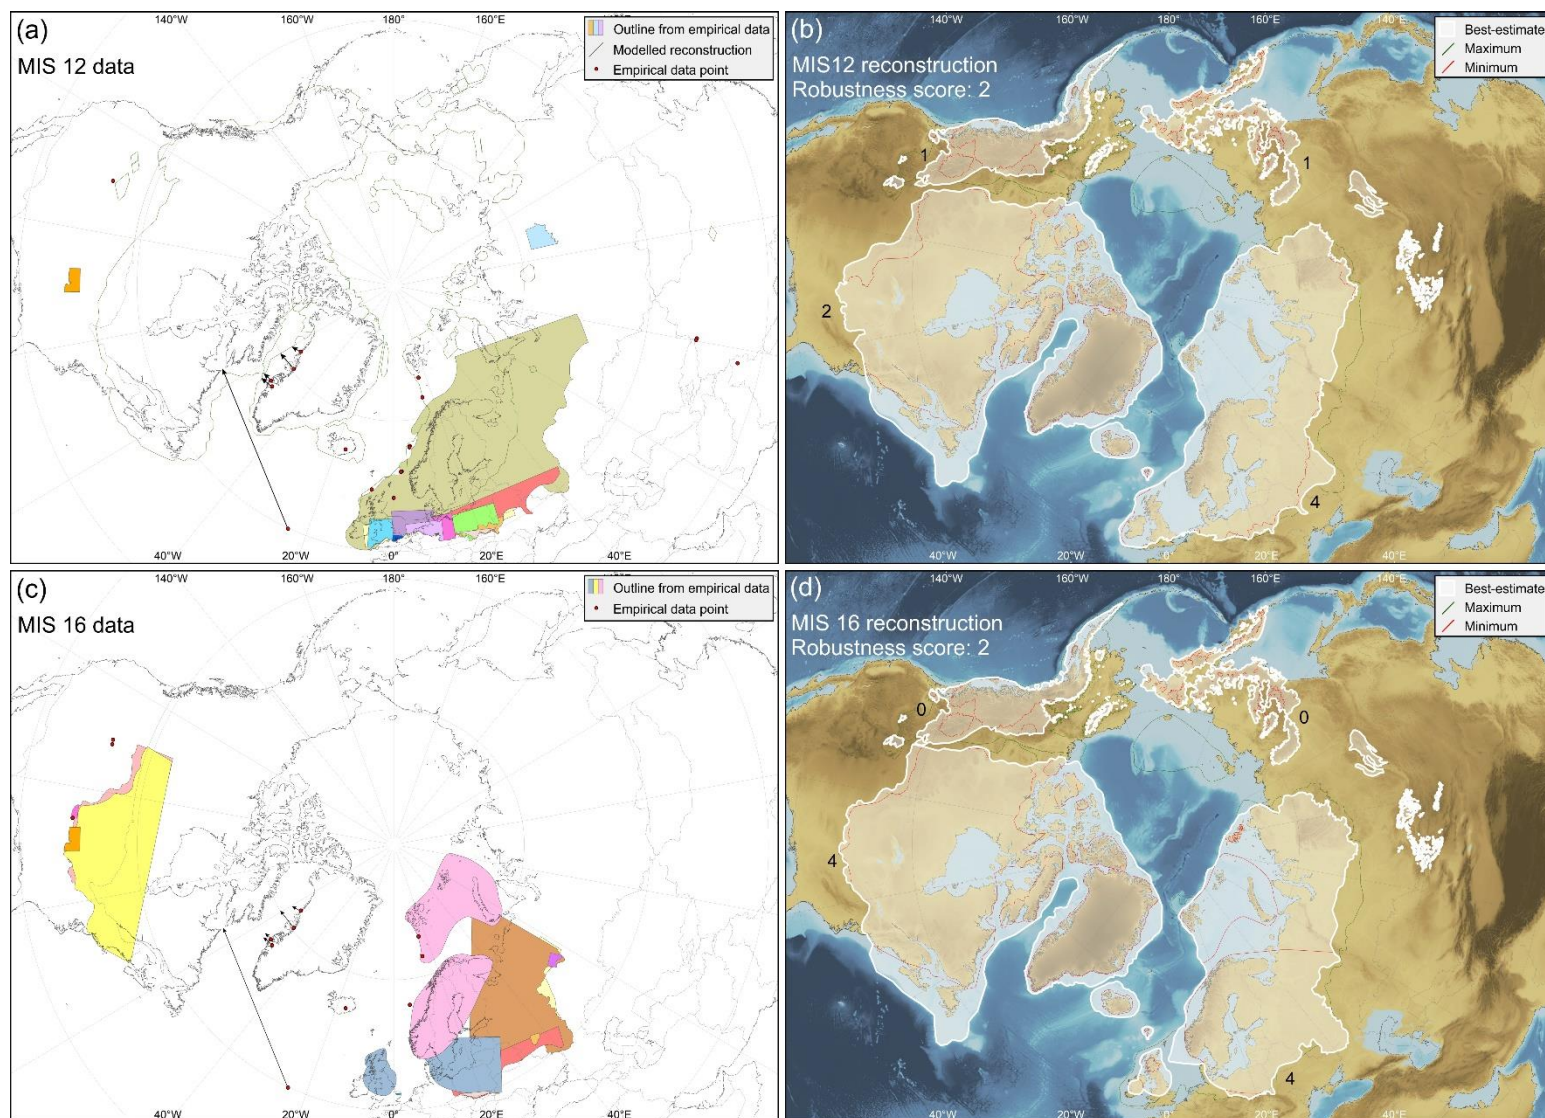 (a)
MIS 12 data
160°W
180°
160°E
140°E
Outline from empirical data
Modelled reconstruction
Empirical data point
40°W
20°W
0°
20°E
40°E
(b)
MIS12 reconstruction
Robustness score: 2
140°W
160°W
180°
160°E
140°E
Best-estimate
Maximum
Minimum
1
1
2
4
40°W
20°W
0°
20°E
40°E
(c)
MIS 16 data
160°W
180°
160°E
Outline from empirical data
Empirical data point
40°W
20°W
0°
20°E
40°E
(d)
MIS 16 reconstruction
Robustness score: 2
140°W
160°W
180°
160°E
140°E
Best-estimate
Maximum
Minimum
0
0
4
4
40°W
20°W
0°
20°E
40°E